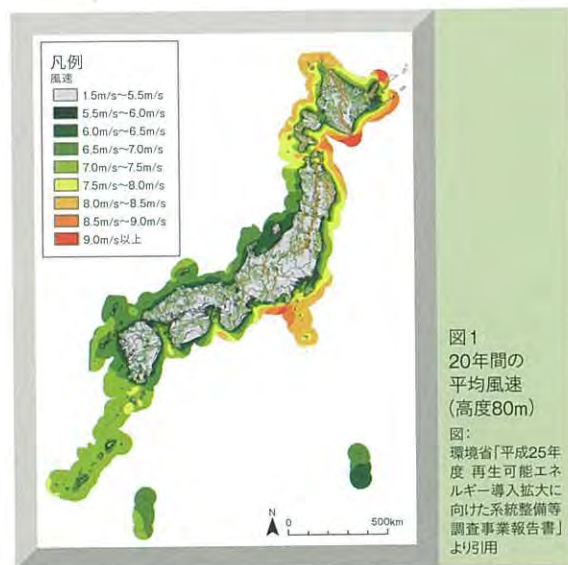 凡例
風速
1.5m/s～5.5m/s
5.5m/s～6.0m/s
6.0m/s～6.5m/s
6.5m/s～7.0m/s
7.0m/s～7.5m/s
7.5m/s～8.0m/s
8.0m/s～8.5m/s
8.5m/s～9.0m/s
9.0m/s以上
N
0 500km
図1
20年間の
平均風速
(高度80m)
図:
環境省「平成25年
度 再生可能エネ
ルギー導入拡大に
向けた系統整備等
調査事業報告書」
より引用